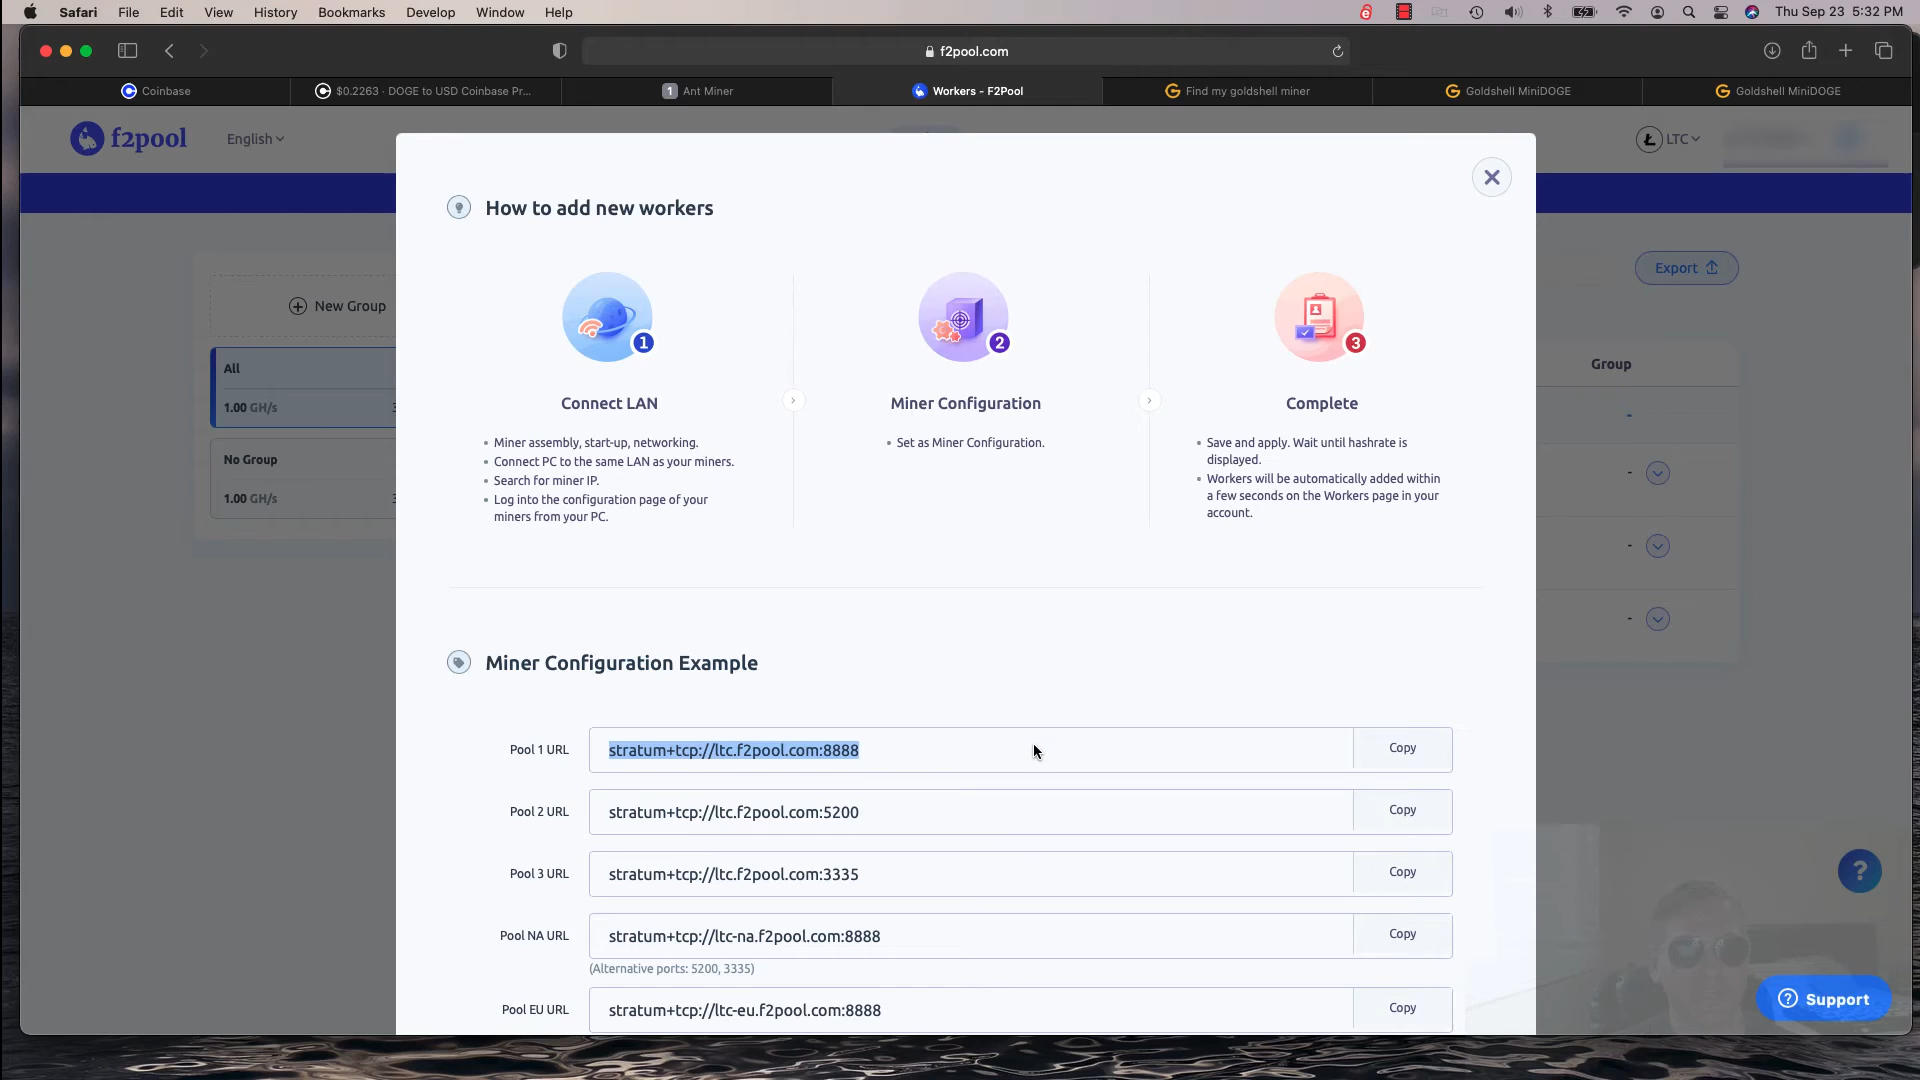 Safari File Edit View History Bookmarks Develop Window Help Thu Sep 23 5:32 PM
f2pool.com
Coinbase
$0.2263 · DOGE to USD Coinbase Pr...
1 Ant Miner
Workers - F2Pool
Find my goldshell miner
Goldshell MiniDOGE
Goldshell MiniDOGE
f2pool
English
LTC
How to add new workers
Export
New Group
1
2
3
All
Group
1.00 GH/s
Connect LAN
Miner Configuration
Complete
Miner assembly, start-up, networking.
Connect PC to the same LAN as your miners.
Search for miner IP.
Log into the configuration page of your
miners from your PC.
Set as Miner Configuration.
Save and apply. Wait until hashrate is
displayed.
Workers will be automatically added within
a few seconds on the Workers page in your
account.
No Group
1.00 GH/s
Miner Configuration Example
Pool 1 URL stratum+tcp://ltc.f2pool.com:8888 Copy
Pool 2 URL stratum+tcp://ltc.f2pool.com:5200 Copy
Pool 3 URL stratum+tcp://ltc.f2pool.com:3335 Copy
Pool NA URL stratum+tcp://ltc-na.f2pool.com:8888 Copy
(Alternative ports: 5200, 3335)
Pool EU URL stratum+tcp://ltc-eu.f2pool.com:8888 Copy
?
Support